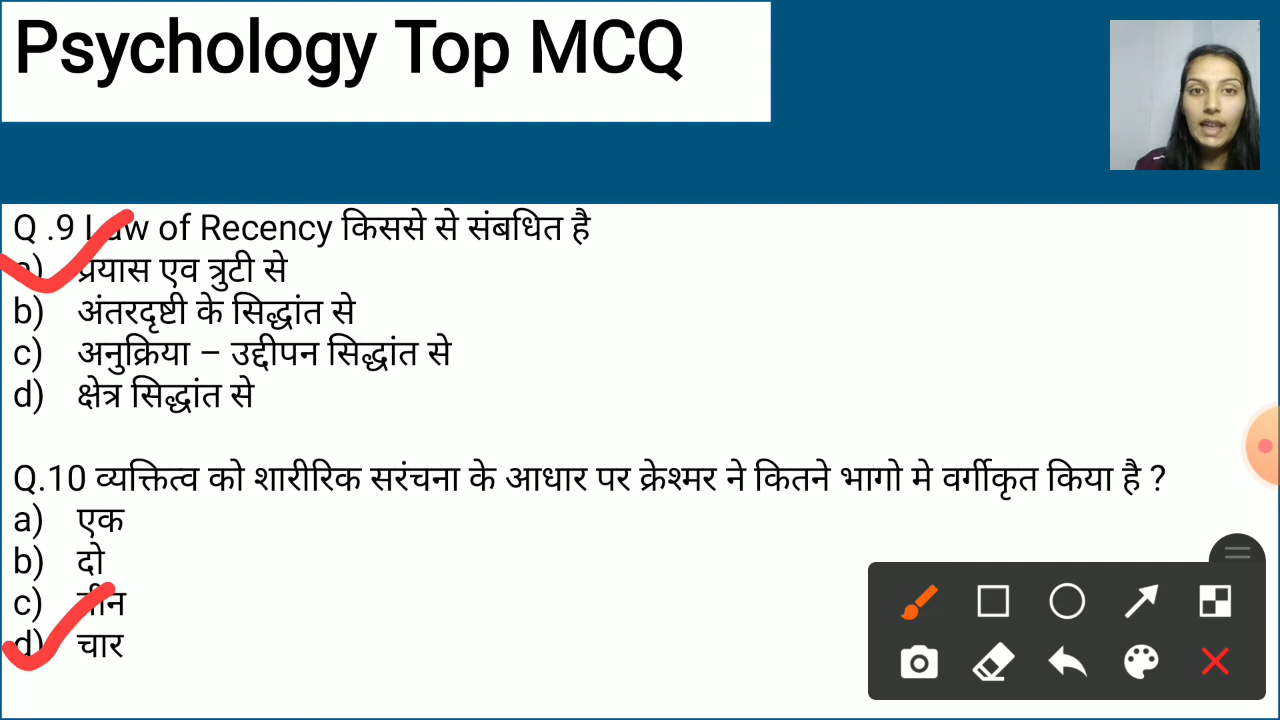 Psychology Top MCQ
Q .9 Law of Recency किससे से संबधित है
a) प्रयास एव त्रुटी से
b) अंतरदृष्टी के सिद्धांत से
c) अनुक्रिया – उद्दीपन सिद्धांत से
d) क्षेत्र सिद्धांत से
Q.10 व्यक्तित्व को शारीरिक सरंचना के आधार पर क्रेश्मर ने कितने भागो मे वर्गीकृत किया है ?
a) एक
b) दो
c) तीन
d) चार